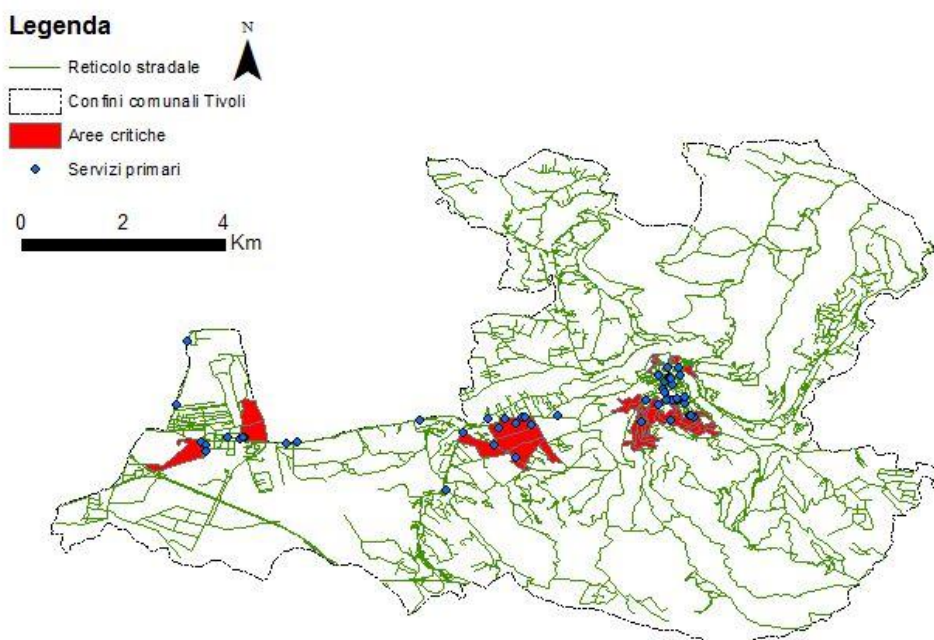 Legenda
N
Reticolo stradale
Confini comunali Tivoli
Aree critiche
Servizi primari
0 2 4
Km